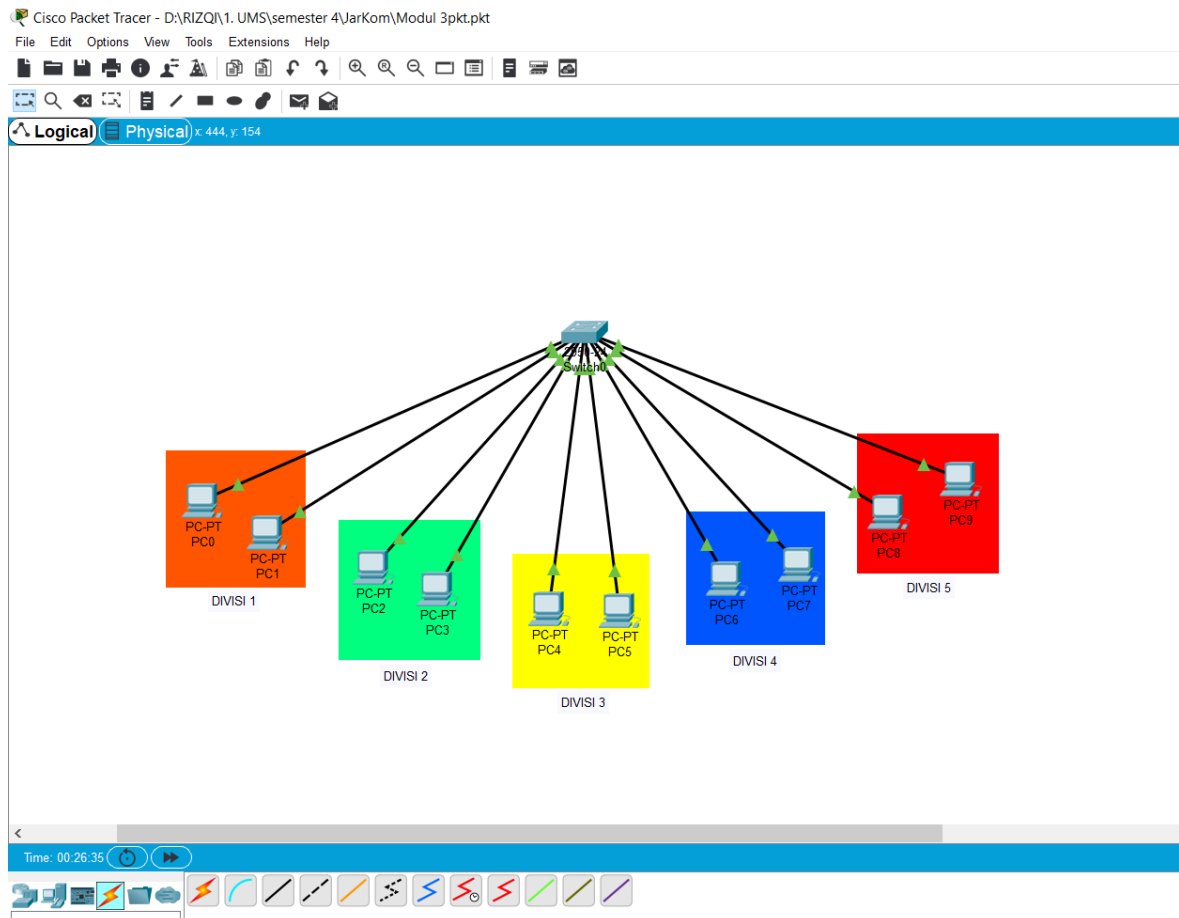 Cisco Packet Tracer - D:\RIZQI\1. UMS\semester 4\JarKom\Modul 3pkt.pkt
File Edit Options View Tools Extensions Help
Logical Physical x: 444, y: 154
Switch0
PC-PT
PC0
PC-PT
PC1
DIVISI 1
PC-PT
PC2
PC-PT
PC3
DIVISI 2
PC-PT
PC4
PC-PT
PC5
DIVISI 3
PC-PT
PC6
PC-PT
PC7
DIVISI 4
PC-PT
PC8
PC-PT
PC9
DIVISI 5
Time: 00:26:35